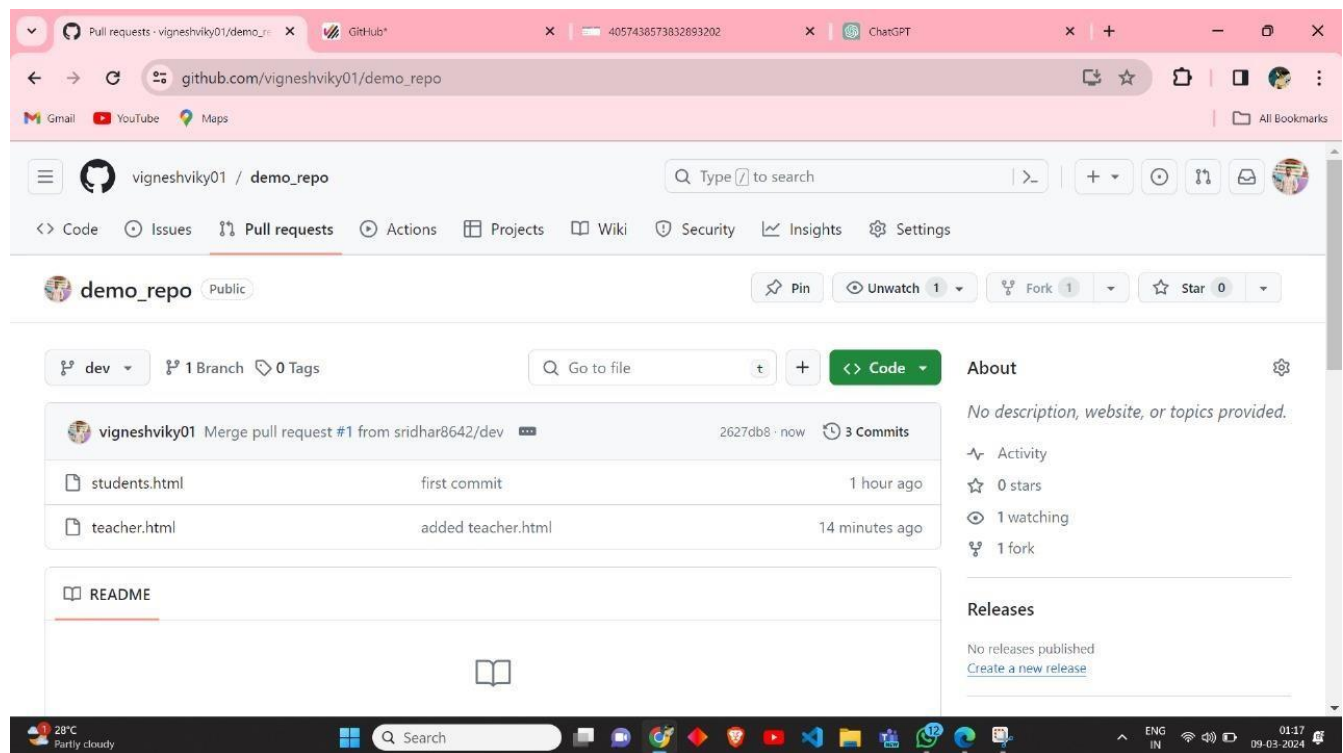 Pull requests - vigneshviky01/demo_re
GitHub*
4057438573832893202
ChatGPT
github.com/vigneshviky01/demo_repo
Gmail YouTube Maps
All Bookmarks
vigneshviky01 / demo_repo
Type / to search
Code Issues Pull requests Actions Projects Wiki Security Insights Settings
demo_repo Public
Pin Unwatch 1 Fork 1 Star 0
dev 1 Branch 0 Tags
Go to file t + <> Code
vigneshviky01 Merge pull request #1 from sridhar8642/dev
2627db8 · now 3 Commits
students.html first commit 1 hour ago
teacher.html added teacher.html 14 minutes ago
README
About
No description, website, or topics provided.
Activity
0 stars
1 watching
1 fork
Releases
No releases published
Create a new release
1
28°C
Partly cloudy
Search
12
ENG
IN
01:17
09-03-2024